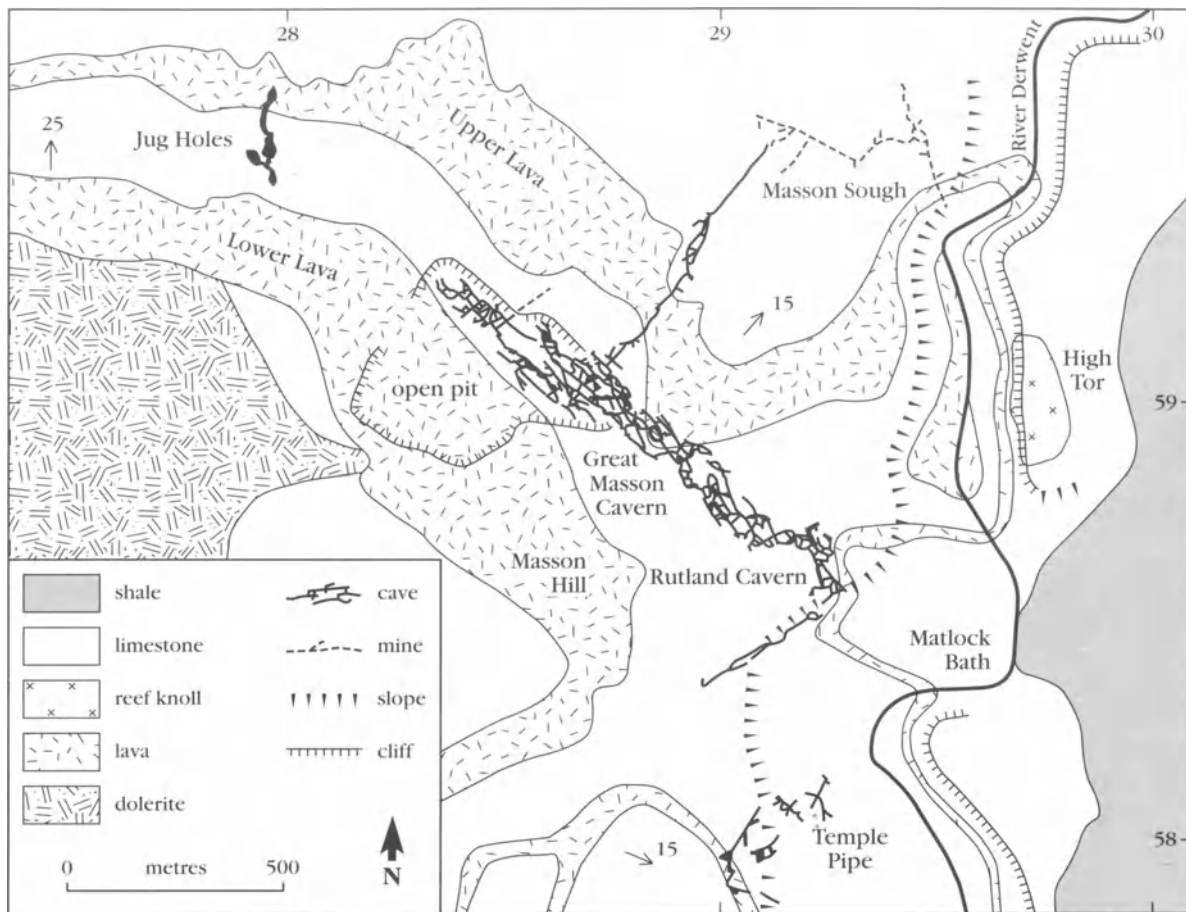 28
29
30
River Derwent
25
Jug Holes
Upper Lava
Masson Sough
Lower Lava
15
High
Tor
open pit
59
Great
Masson
Cavern
Masson
Hill
Rutland Cavern
Matlock
Bath
shale
limestone
reef knoll
lava
dolerite
cave
mine
slope
cliff
0 metres 500
N
15
Temple
Pipe
58